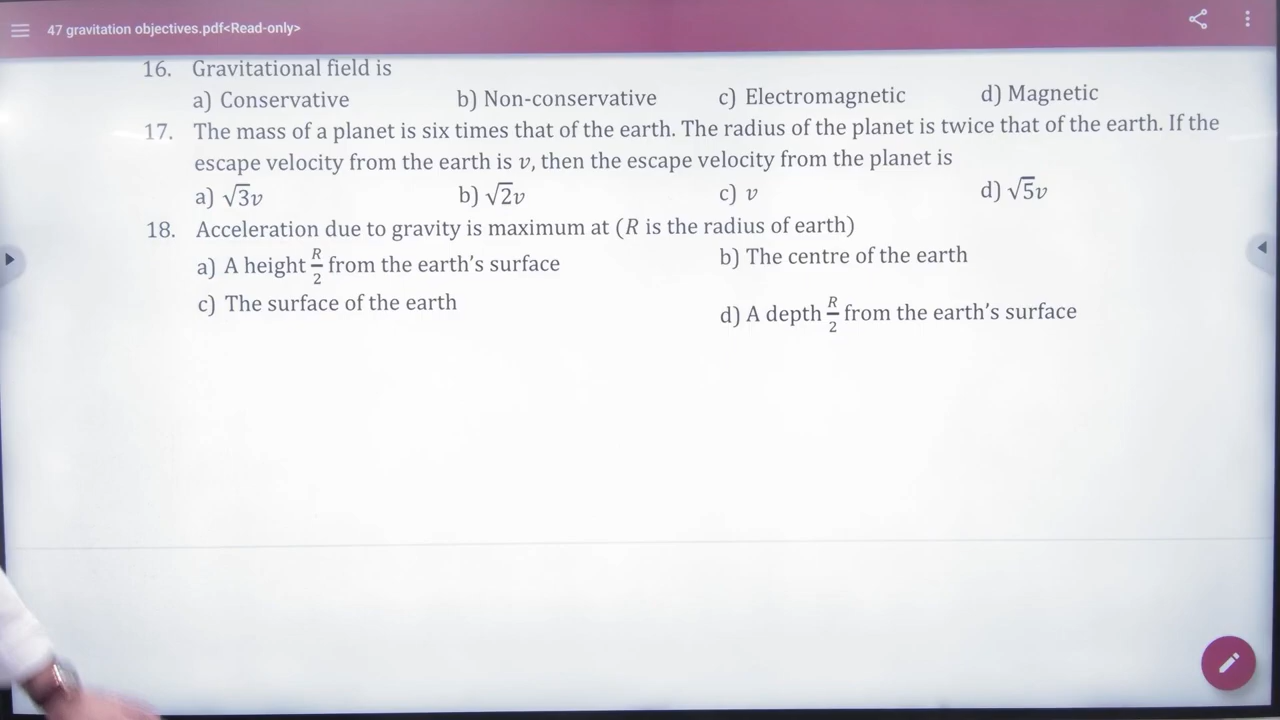 47 gravitation objectives.pdf<Read-only>
16. Gravitational field is
a) Conservative b) Non-conservative c) Electromagnetic d) Magnetic
17. The mass of a planet is six times that of the earth. The radius of the planet is twice that of the earth. If the
escape velocity from the earth is v, then the escape velocity from the planet is
a) √3v b) √2v c) v d) √5v
18. Acceleration due to gravity is maximum at (R is the radius of earth)
a) A height R/2 from the earth's surface b) The centre of the earth
c) The surface of the earth d) A depth R/2 from the earth's surface